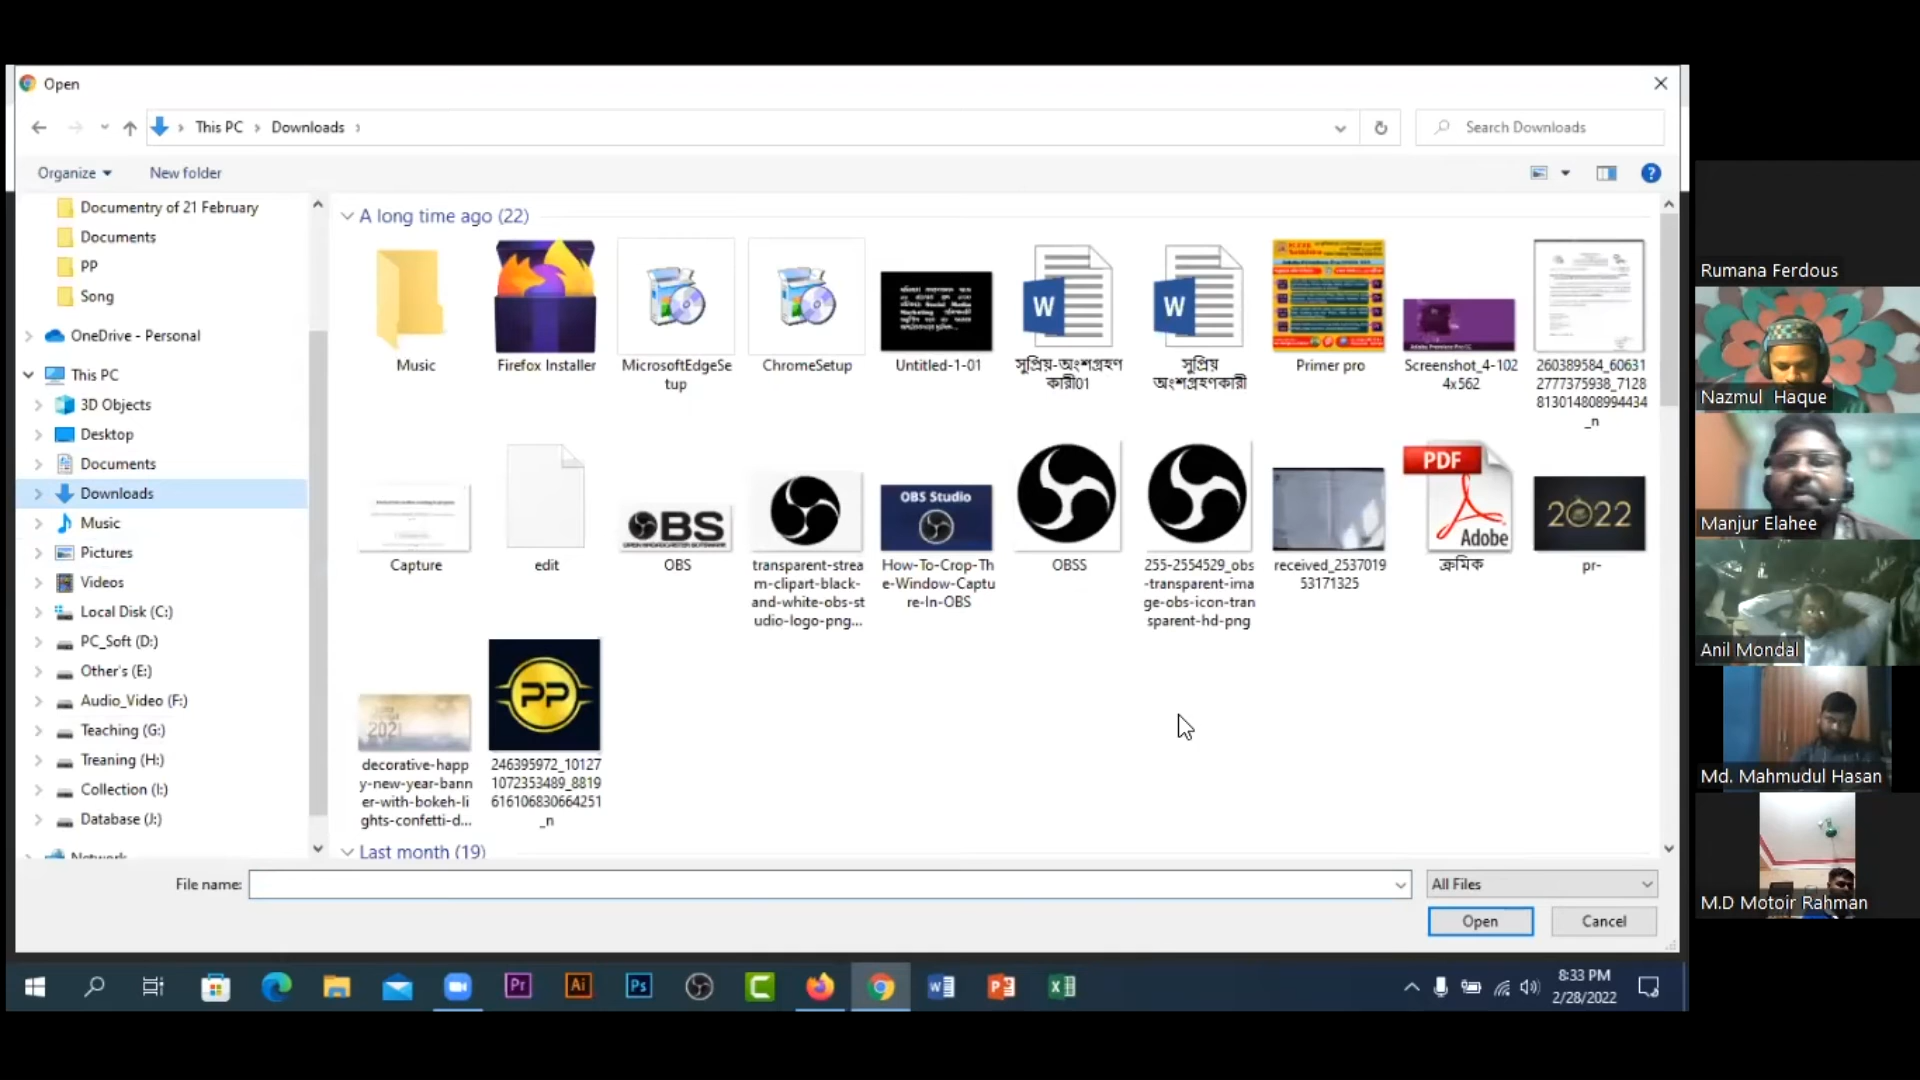 Open
This PC > Downloads >
Search Downloads
Organize
New folder
Documentry of 21 February
Documents
PP
Song
OneDrive - Personal
This PC
3D Objects
Desktop
Documents
Downloads
Music
Pictures
Videos
Local Disk (C:)
PC_Soft (D:)
Other's (E:)
Audio_Video (F:)
Teaching (G:)
Treaning (H:)
Collection (I:)
Database (J:)
Network
A long time ago (22)
Music
Firefox Installer
MicrosoftEdgeSe
tup
ChromeSetup
Untitled-1-01
সুপ্রিয়-অংশগ্রহণ
কারী01
সুপ্রিয়
অংশগ্রহণকারী
Primer pro
Screenshot_4-102
4x562
260389584_60631
2777375938_7128
813014808994434
_n
Capture
edit
OBS
OBS
transparent-strea
m-clipart-black-
and-white-obs-st
udio-logo-png...
OBS Studio
How-To-Crop-Th
e-Window-Captu
re-In-OBS
OBSS
255-2554529_obs
-transparent-ima
ge-obs-icon-tran
sparent-hd-png
received_2537019
53171325
PDF
Adobe
ক্রমিক
2022
pr-
2021
decorative-happ
y-new-year-bann
er-with-bokeh-li
ghts-confetti-d...
PP
246395972_10127
1072353489_8819
616106830664251
_n
Last month (19)
File name:
All Files
Open
Cancel
Rumana Ferdous
Nazmul Haque
Manjur Elahee
Anil Mondal
Md. Mahmudul Hasan
M.D Motoir Rahman
Pr
Ai
Ps
8:33 PM
2/28/2022